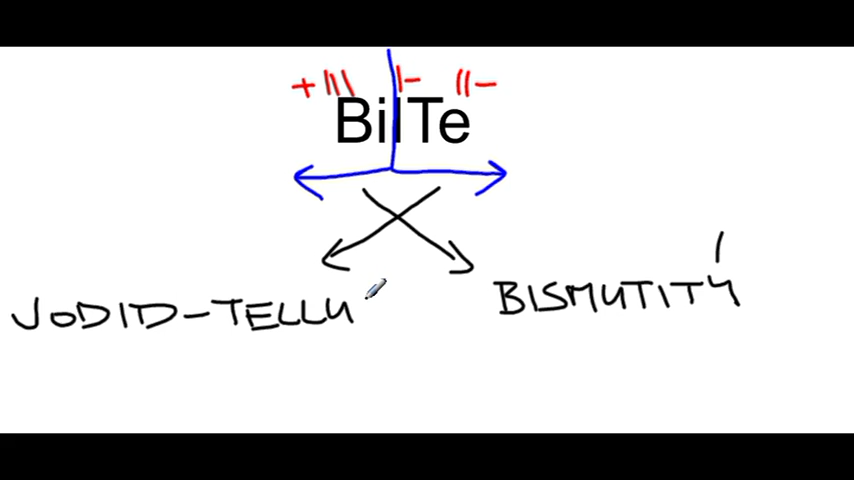 +III I- II-
BiITe
JODID-TELLU BISMUTITÝ